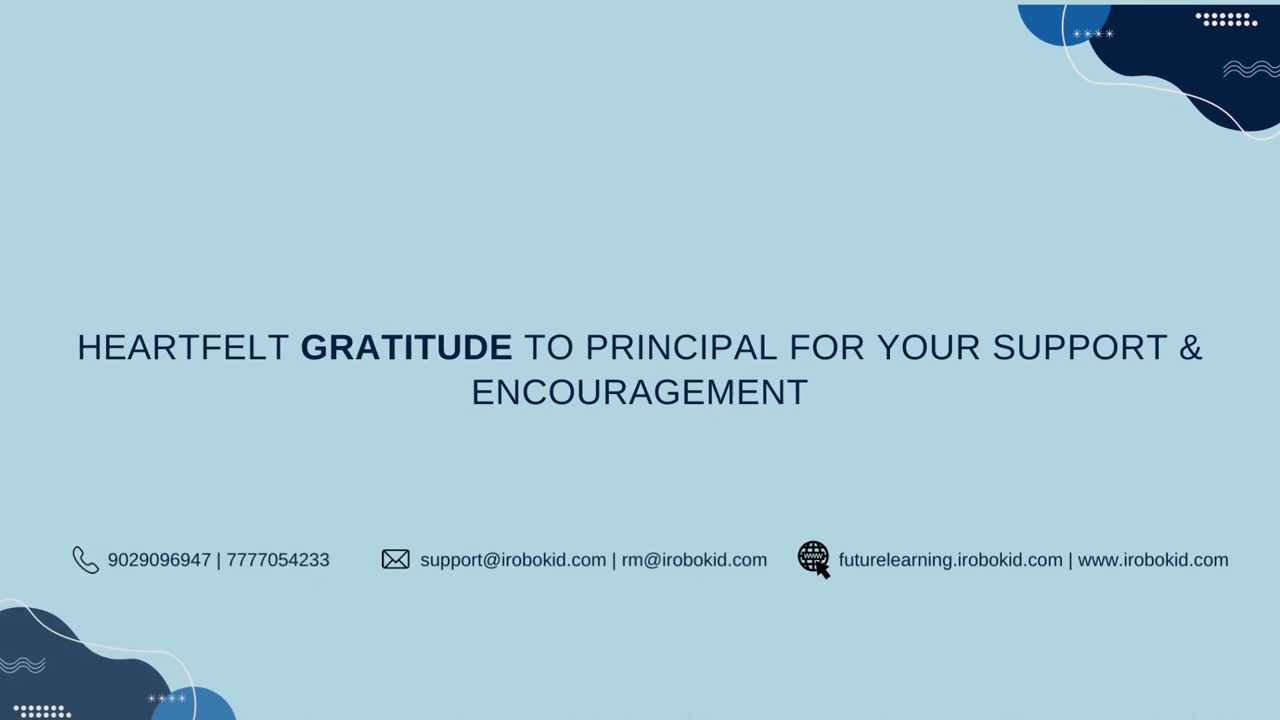 HEARTFELT GRATITUDE TO PRINCIPAL FOR YOUR SUPPORT &
ENCOURAGEMENT
9029096947 | 7777054233
support@irobokid.com | rm@irobokid.com
futurelearning.irobokid.com | www.irobokid.com